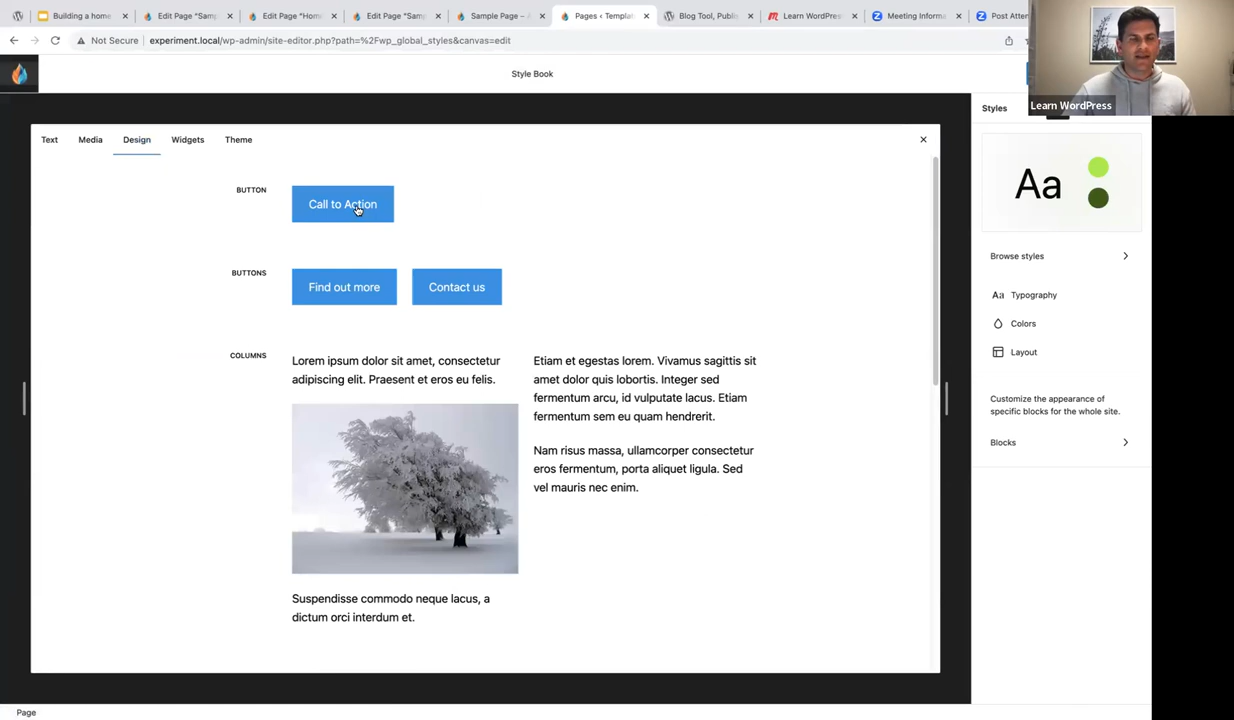 Building a home
Edit Page “Samp
Edit Page “Hom
Edit Page “Samp
Sample Page –
Pages ‹ Templat
Blog Tool, Publis
Learn WordPress
Meeting Informa
Post Atten
Not Secure
experiment.local/wp-admin/site-editor.php?path=%2Fwp_global_styles&canvas=edit
Style Book
Learn WordPress
Styles
Text
Media
Design
Widgets
Theme
Aa
BUTTON
Call to Action
BUTTONS
Find out more
Contact us
COLUMNS
Lorem ipsum dolor sit amet, consectetur
adipiscing elit. Praesent et eros eu felis.
Suspendisse commodo neque lacus, a
dictum orci interdum et.
Etiam et egestas lorem. Vivamus sagittis sit
amet dolor quis lobortis. Integer sed
fermentum arcu, id vulputate lacus. Etiam
fermentum sem eu quam hendrerit.
Nam risus massa, ullamcorper consectetur
eros fermentum, porta aliquet ligula. Sed
vel mauris nec enim.
Browse styles
Aa Typography
Colors
Layout
Customize the appearance of
specific blocks for the whole site.
Blocks
Page